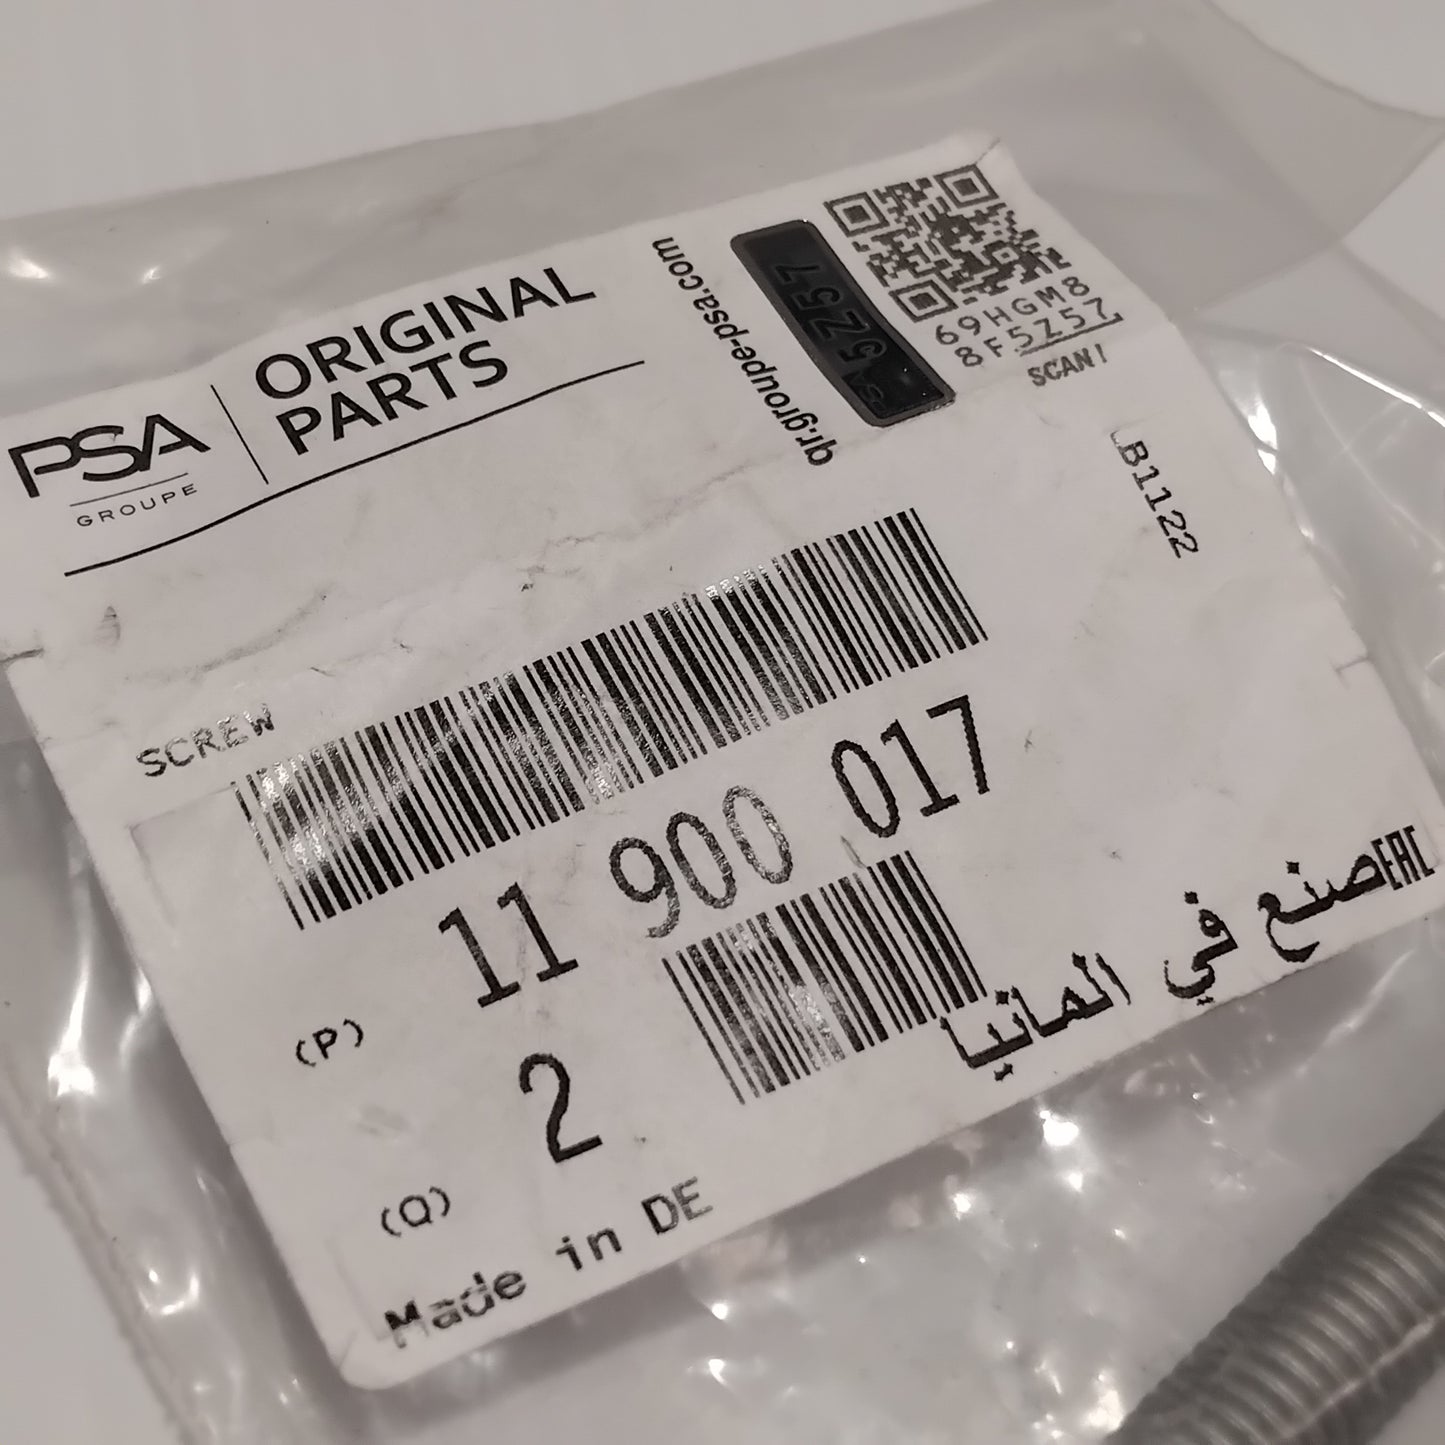 PSA
GROUPE
ORIGINAL
PARTS
qr.groupe-psa.com
5Z57
69HGM8
8F5Z57
SCAN!
B1122
SCREW
(P) 11 900 017
(Q) 2
Made in DE
صنع في المانيا
EAC